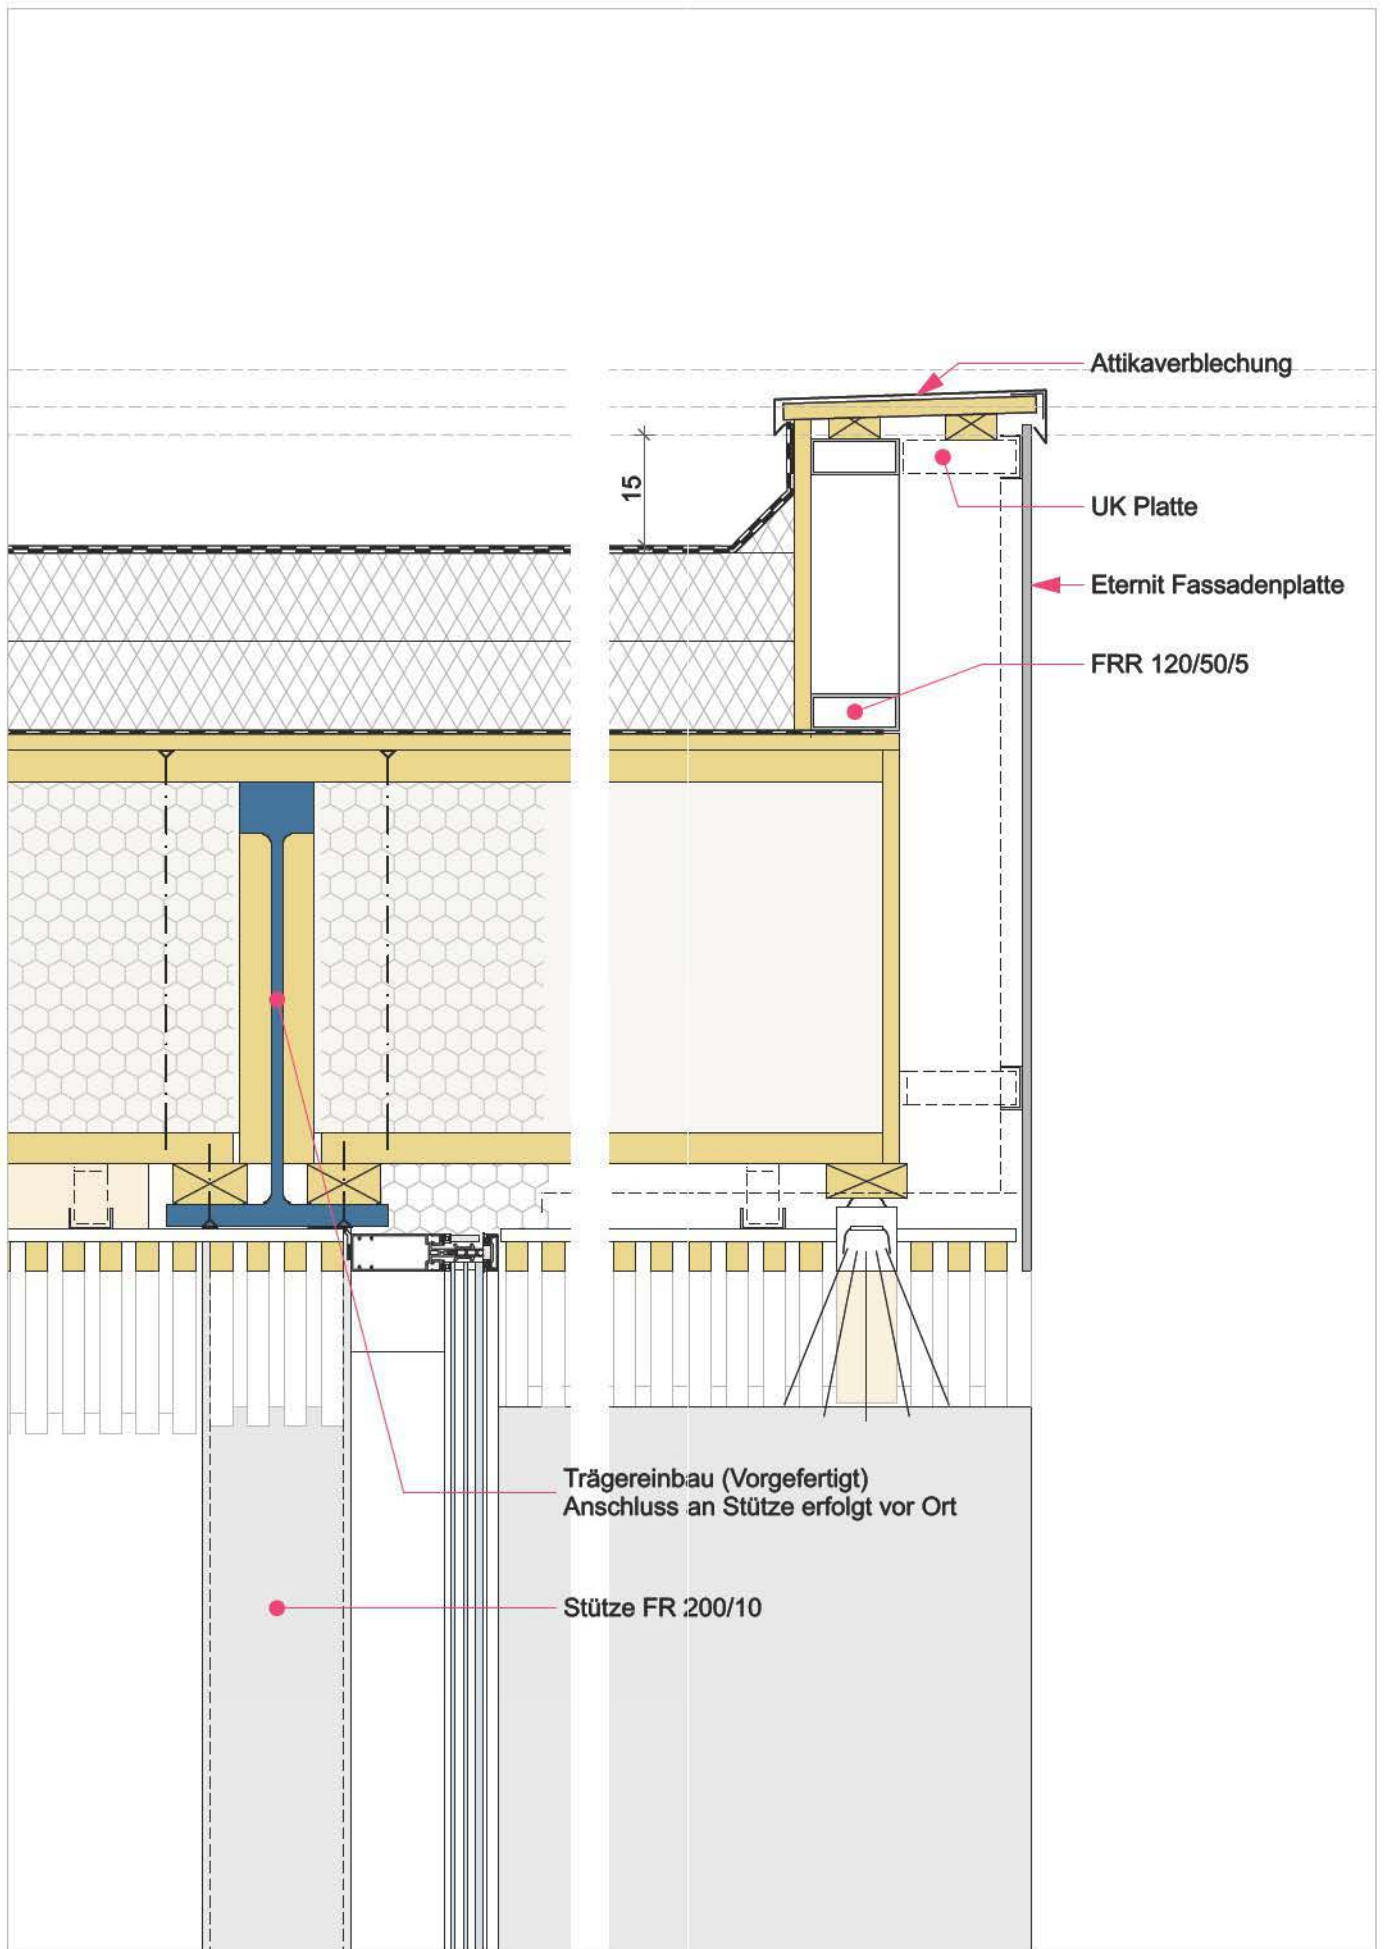 Attikaverblechung
15
UK Platte
Eternit Fassadenplatte
FRR 120/50/5
Trägereinbau (Vorgefertigt)
Anschluss an Stütze erfolgt vor Ort
Stütze FR 200/10